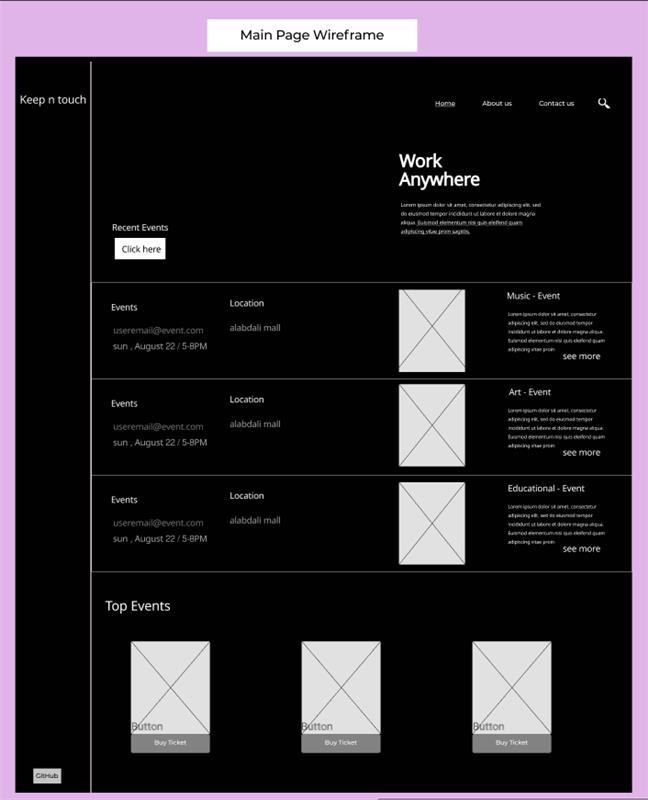 Main Page Wireframe
Keep n touch
Home
About us
Contact us
Work
Anywhere
Lorem ipsum dolor sit amet, consectetur adipiscing elit, sed
do eiusmod tempor incididunt ut labore et dolore magna
aliqua. Euismod elementum nisi quis eleifend quam
adipiscing vitae proin sagittis.
Recent Events
Click here
Events
Location
useremail@event.com
alabdali mall
sun , August 22 / 5-8PM
Music - Event
Lorem ipsum dolor sit amet, consectetur
adipiscing elit, sed do eiusmod tempor
incididunt ut labore et dolore magna aliqua.
Euismod elementum nisi quis eleifend quam
adipiscing vitae proin
see more
Events
Location
useremail@event.com
alabdali mall
sun , August 22 / 5-8PM
Art - Event
Lorem ipsum dolor sit amet, consectetur
adipiscing elit, sed do eiusmod tempor
incididunt ut labore et dolore magna aliqua.
Euismod elementum nisi quis eleifend quam
adipiscing vitae proin
see more
Events
Location
useremail@event.com
alabdali mall
sun , August 22 / 5-8PM
Educational - Event
Lorem ipsum dolor sit amet, consectetur
adipiscing elit, sed do eiusmod tempor
incididunt ut labore et dolore magna aliqua.
Euismod elementum nisi quis eleifend quam
adipiscing vitae proin
see more
Top Events
Button
Buy Ticket
Button
Buy Ticket
Button
Buy Ticket
GitHub